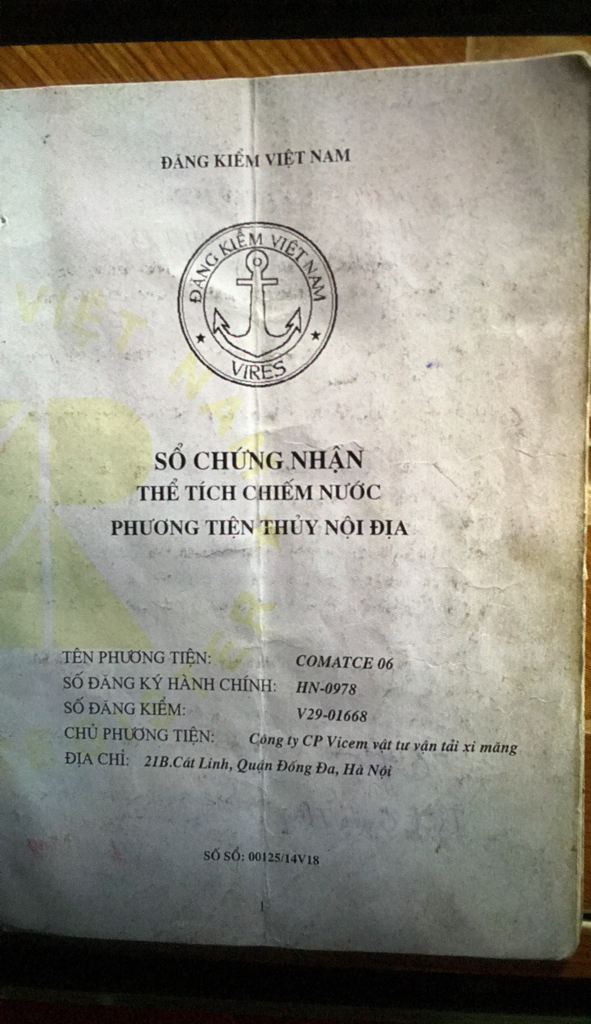 ĐĂNG KIỂM VIỆT NAM
ĐĂNG KIỂM VIỆT NAM
VIRES
VIỆT NAM
SỔ CHỨNG NHẬN
THỂ TÍCH CHIẾM NƯỚC
PHƯƠNG TIỆN THỦY NỘI ĐỊA
TÊN PHƯƠNG TIỆN: COMATCE 06
SỐ ĐĂNG KÝ HÀNH CHÍNH: HN-0978
SỐ ĐĂNG KIỂM: V29-01668
CHỦ PHƯƠNG TIỆN: Công ty CP Vicem vật tư vận tải xi măng
ĐỊA CHỈ: 21B.Cát Linh, Quận Đống Đa, Hà Nội
SỐ SỔ: 00125/14V18
1